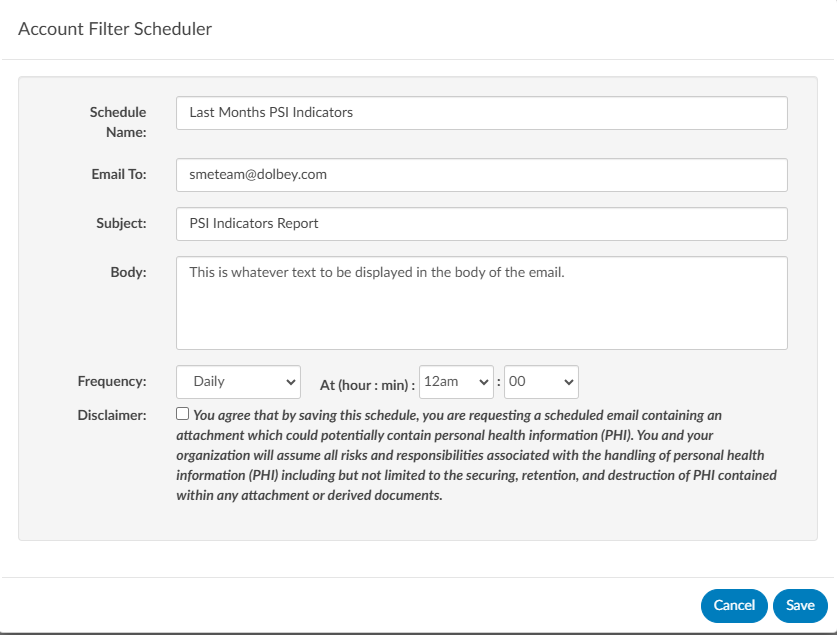 Account Filter Scheduler
Schedule Name: Last Months PSI Indicators
Email To: smeteam@dolbey.com
Subject: PSI Indicators Report
Body: This is whatever text to be displayed in the body of the email.
Frequency: Daily At (hour : min) : 12am : 00
Disclaimer: You agree that by saving this schedule, you are requesting a scheduled email containing an
attachment which could potentially contain personal health information (PHI). You and your
organization will assume all risks and responsibilities associated with the handling of personal health
information (PHI) including but not limited to the securing, retention, and destruction of PHI contained
within any attachment or derived documents.
Cancel Save